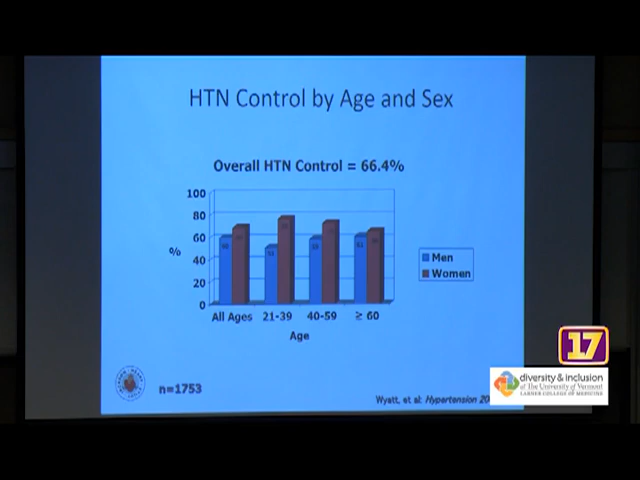 HTN Control by Age and Sex
Overall HTN Control = 66.4%
100
80
60
40
20
0
%
All Ages 21-39 40-59 ≥ 60
Age
Men
Women
n=1753
Wyatt, et al: Hypertension 20
17
diversity & inclusion
at The University of Vermont
LARNER COLLEGE OF MEDICINE